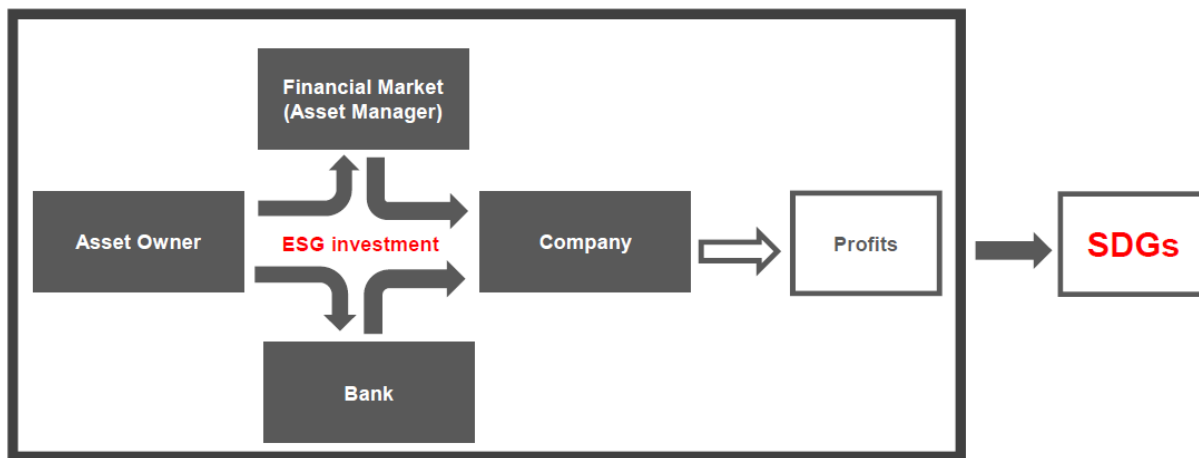 Financial Market
(Asset Manager)
Asset Owner
ESG investment
Company
Profits
SDGs
Bank